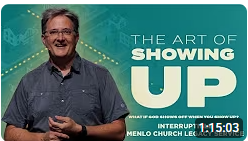 THE ART OF
SHOWING
UP
WHAT IF GOD SHOWS OFF WHEN YOU SHOW UP?
INTERRUPT
MENLO CHURCH LEGACY SERVICE
1:15:03